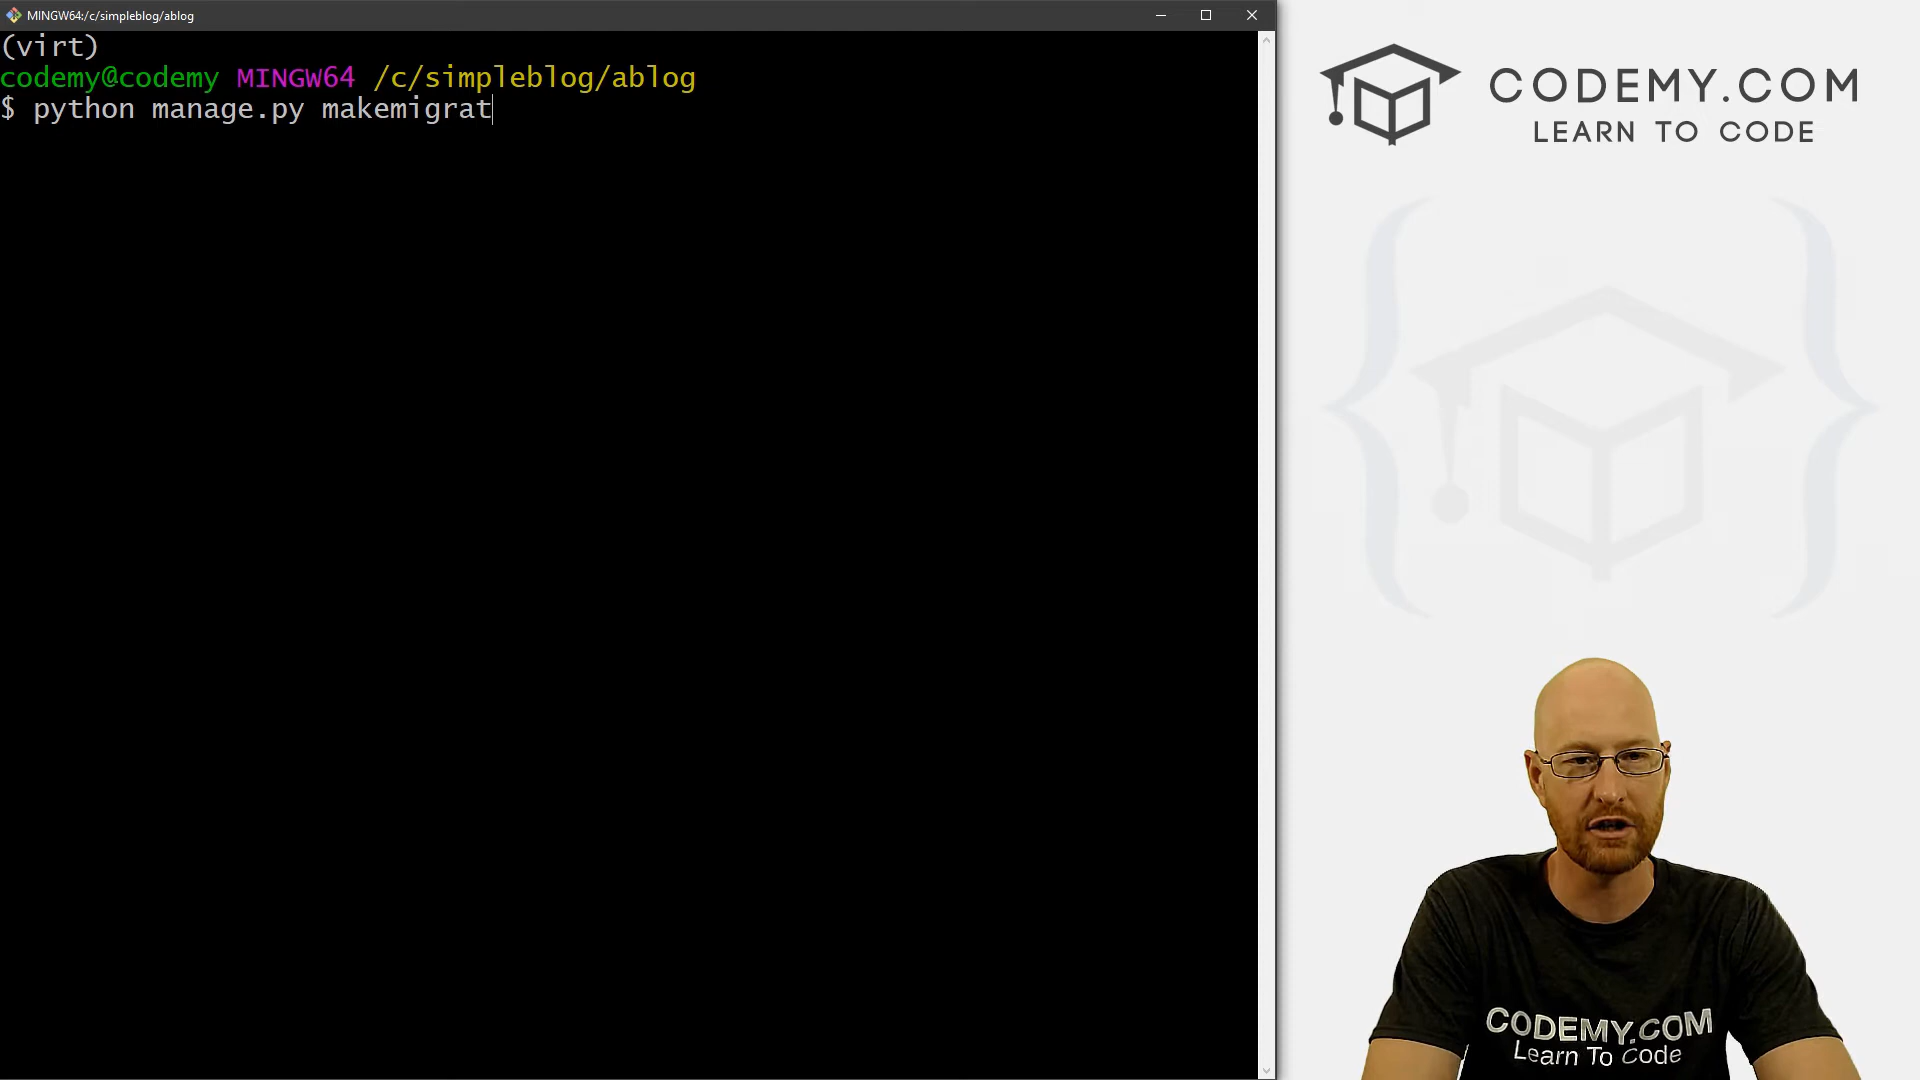 MINGW64:/c/simpleblog/ablog
(virt)
codemy@codemy MINGW64 /c/simpleblog/ablog
$ python manage.py makemigrat
CODEMY.COM
LEARN TO CODE
CODEMY.COM
Learn To Code